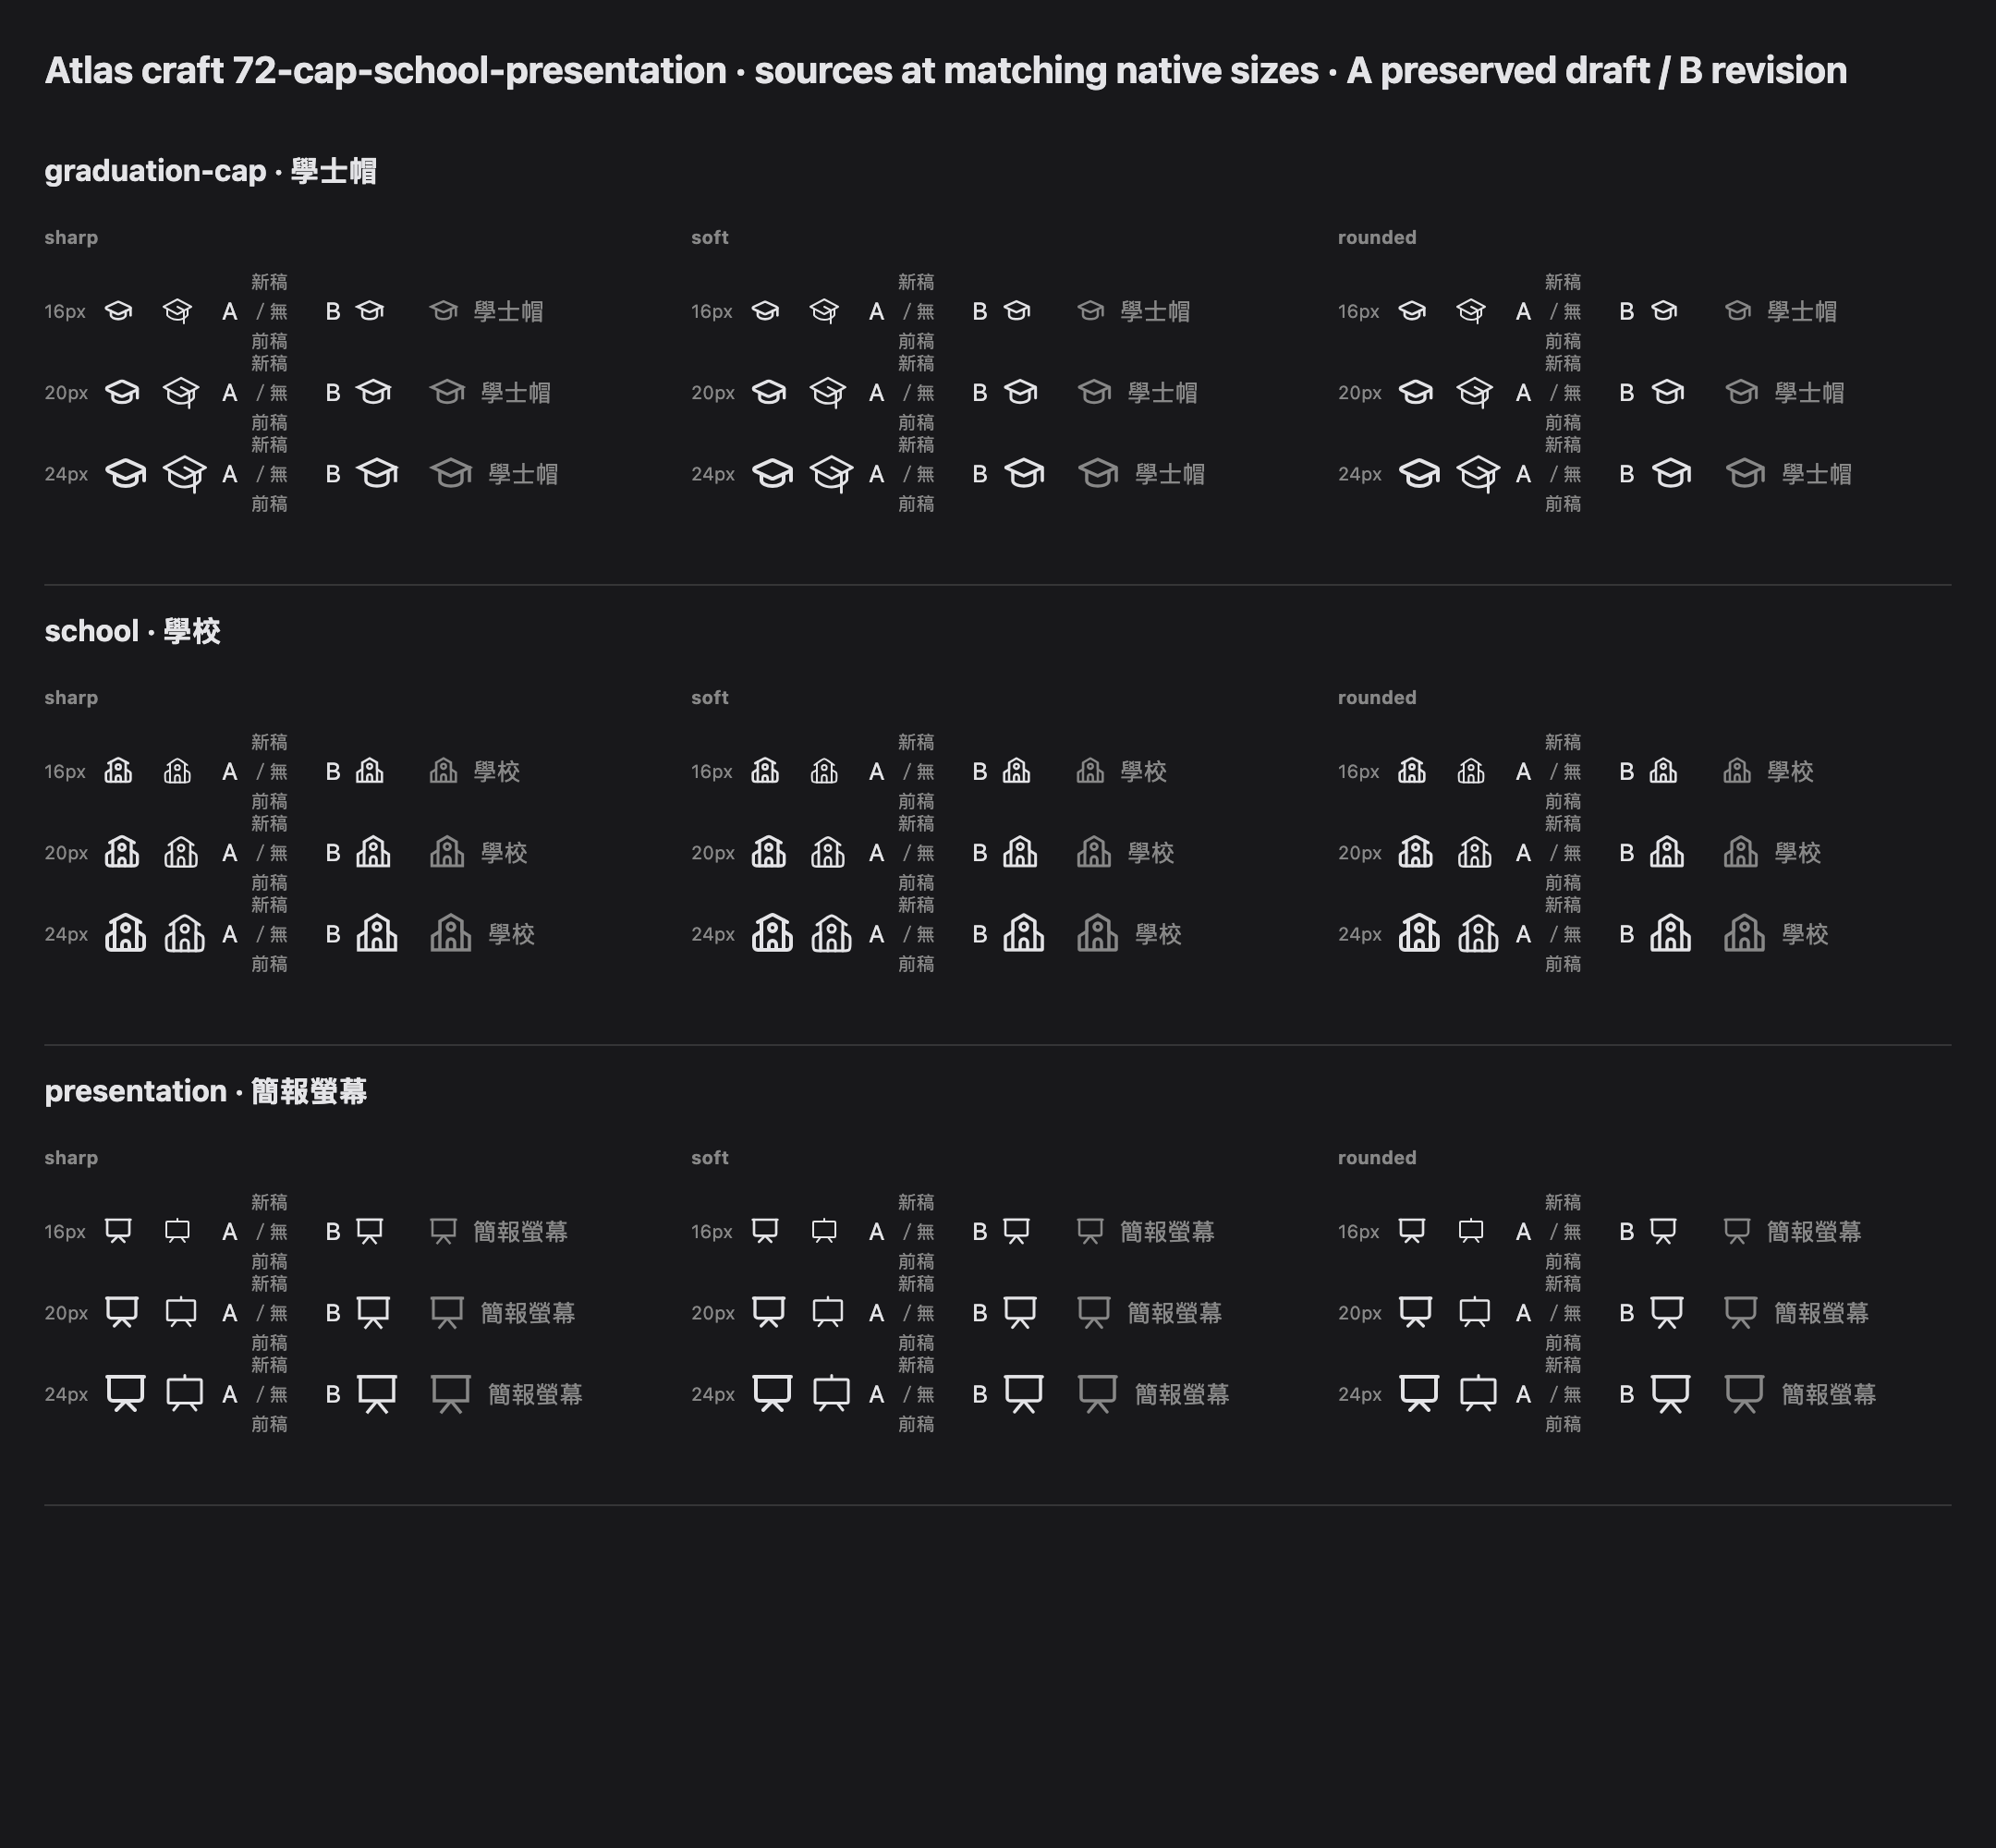 Atlas craft 72-cap-school-presentation · sources at matching native sizes · A preserved draft / B revision
graduation-cap · 學士帽
sharp
16px A 新稿 / 無前稿 B 學士帽
20px A 新稿 / 無前稿 B 學士帽
24px A 新稿 / 無前稿 B 學士帽
soft
16px A 新稿 / 無前稿 B 學士帽
20px A 新稿 / 無前稿 B 學士帽
24px A 新稿 / 無前稿 B 學士帽
rounded
16px A 新稿 / 無前稿 B 學士帽
20px A 新稿 / 無前稿 B 學士帽
24px A 新稿 / 無前稿 B 學士帽
school · 學校
sharp
16px A 新稿 / 無前稿 B 學校
20px A 新稿 / 無前稿 B 學校
24px A 新稿 / 無前稿 B 學校
soft
16px A 新稿 / 無前稿 B 學校
20px A 新稿 / 無前稿 B 學校
24px A 新稿 / 無前稿 B 學校
rounded
16px A 新稿 / 無前稿 B 學校
20px A 新稿 / 無前稿 B 學校
24px A 新稿 / 無前稿 B 學校
presentation · 簡報螢幕
sharp
16px A 新稿 / 無前稿 B 簡報螢幕
20px A 新稿 / 無前稿 B 簡報螢幕
24px A 新稿 / 無前稿 B 簡報螢幕
soft
16px A 新稿 / 無前稿 B 簡報螢幕
20px A 新稿 / 無前稿 B 簡報螢幕
24px A 新稿 / 無前稿 B 簡報螢幕
rounded
16px A 新稿 / 無前稿 B 簡報螢幕
20px A 新稿 / 無前稿 B 簡報螢幕
24px A 新稿 / 無前稿 B 簡報螢幕